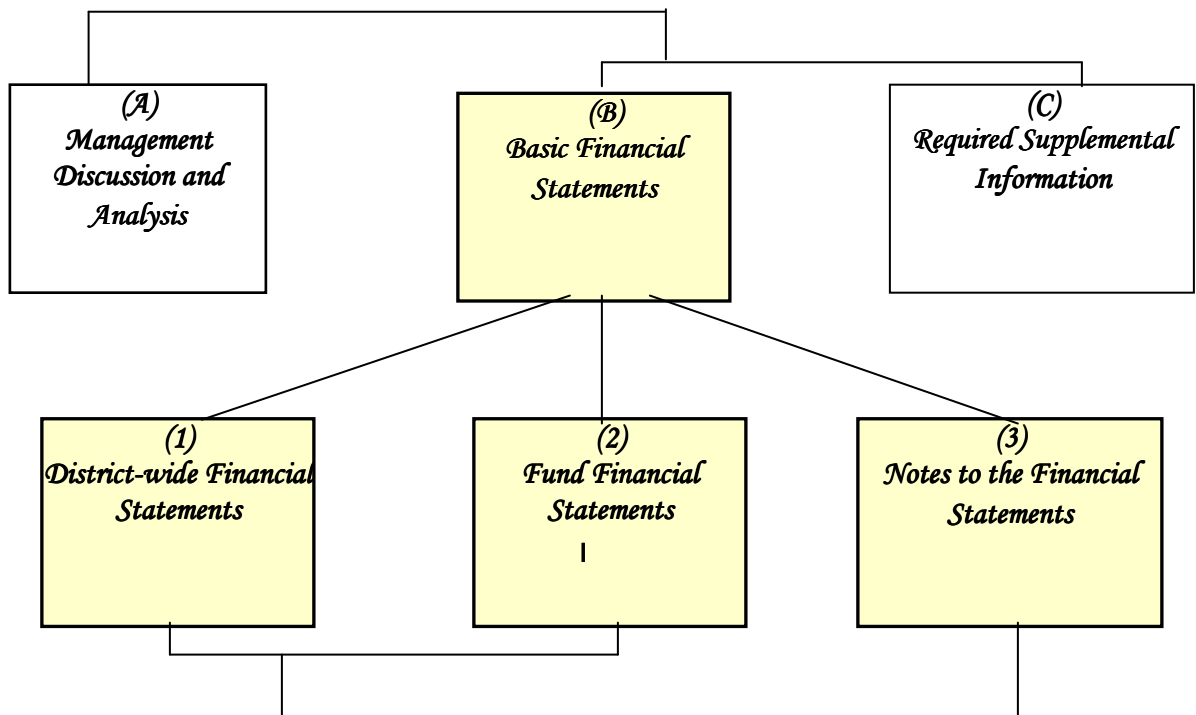 (A)
Management
Discussion and
Analysis
(B)
Basic Financial
Statements
(C)
Required Supplemental
Information
(1)
District-wide Financial
Statements
(2)
Fund Financial
Statements
I
(3)
Notes to the Financial
Statements